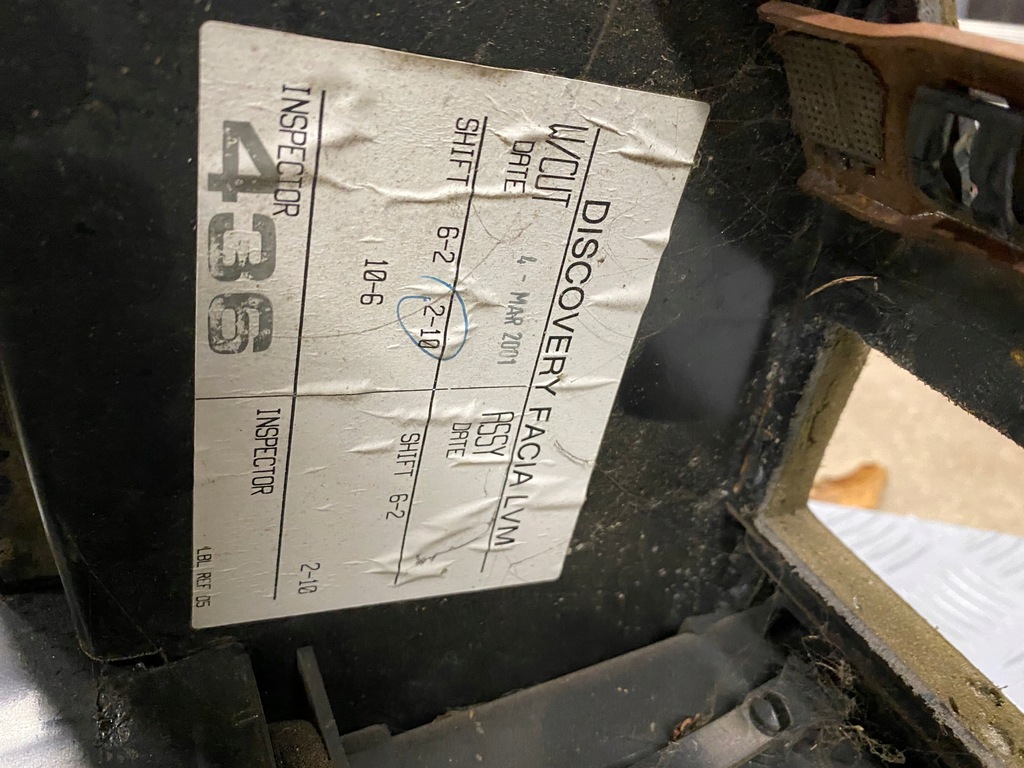 DISCOVERY FACIA LVM
W/CUT
DATE 4 - MAR 2001
SHIFT 6-2 2-10
10-6
INSPECTOR
436
ASSY
DATE
SHIFT 6-2
2-10
INSPECTOR
LBL REF 05